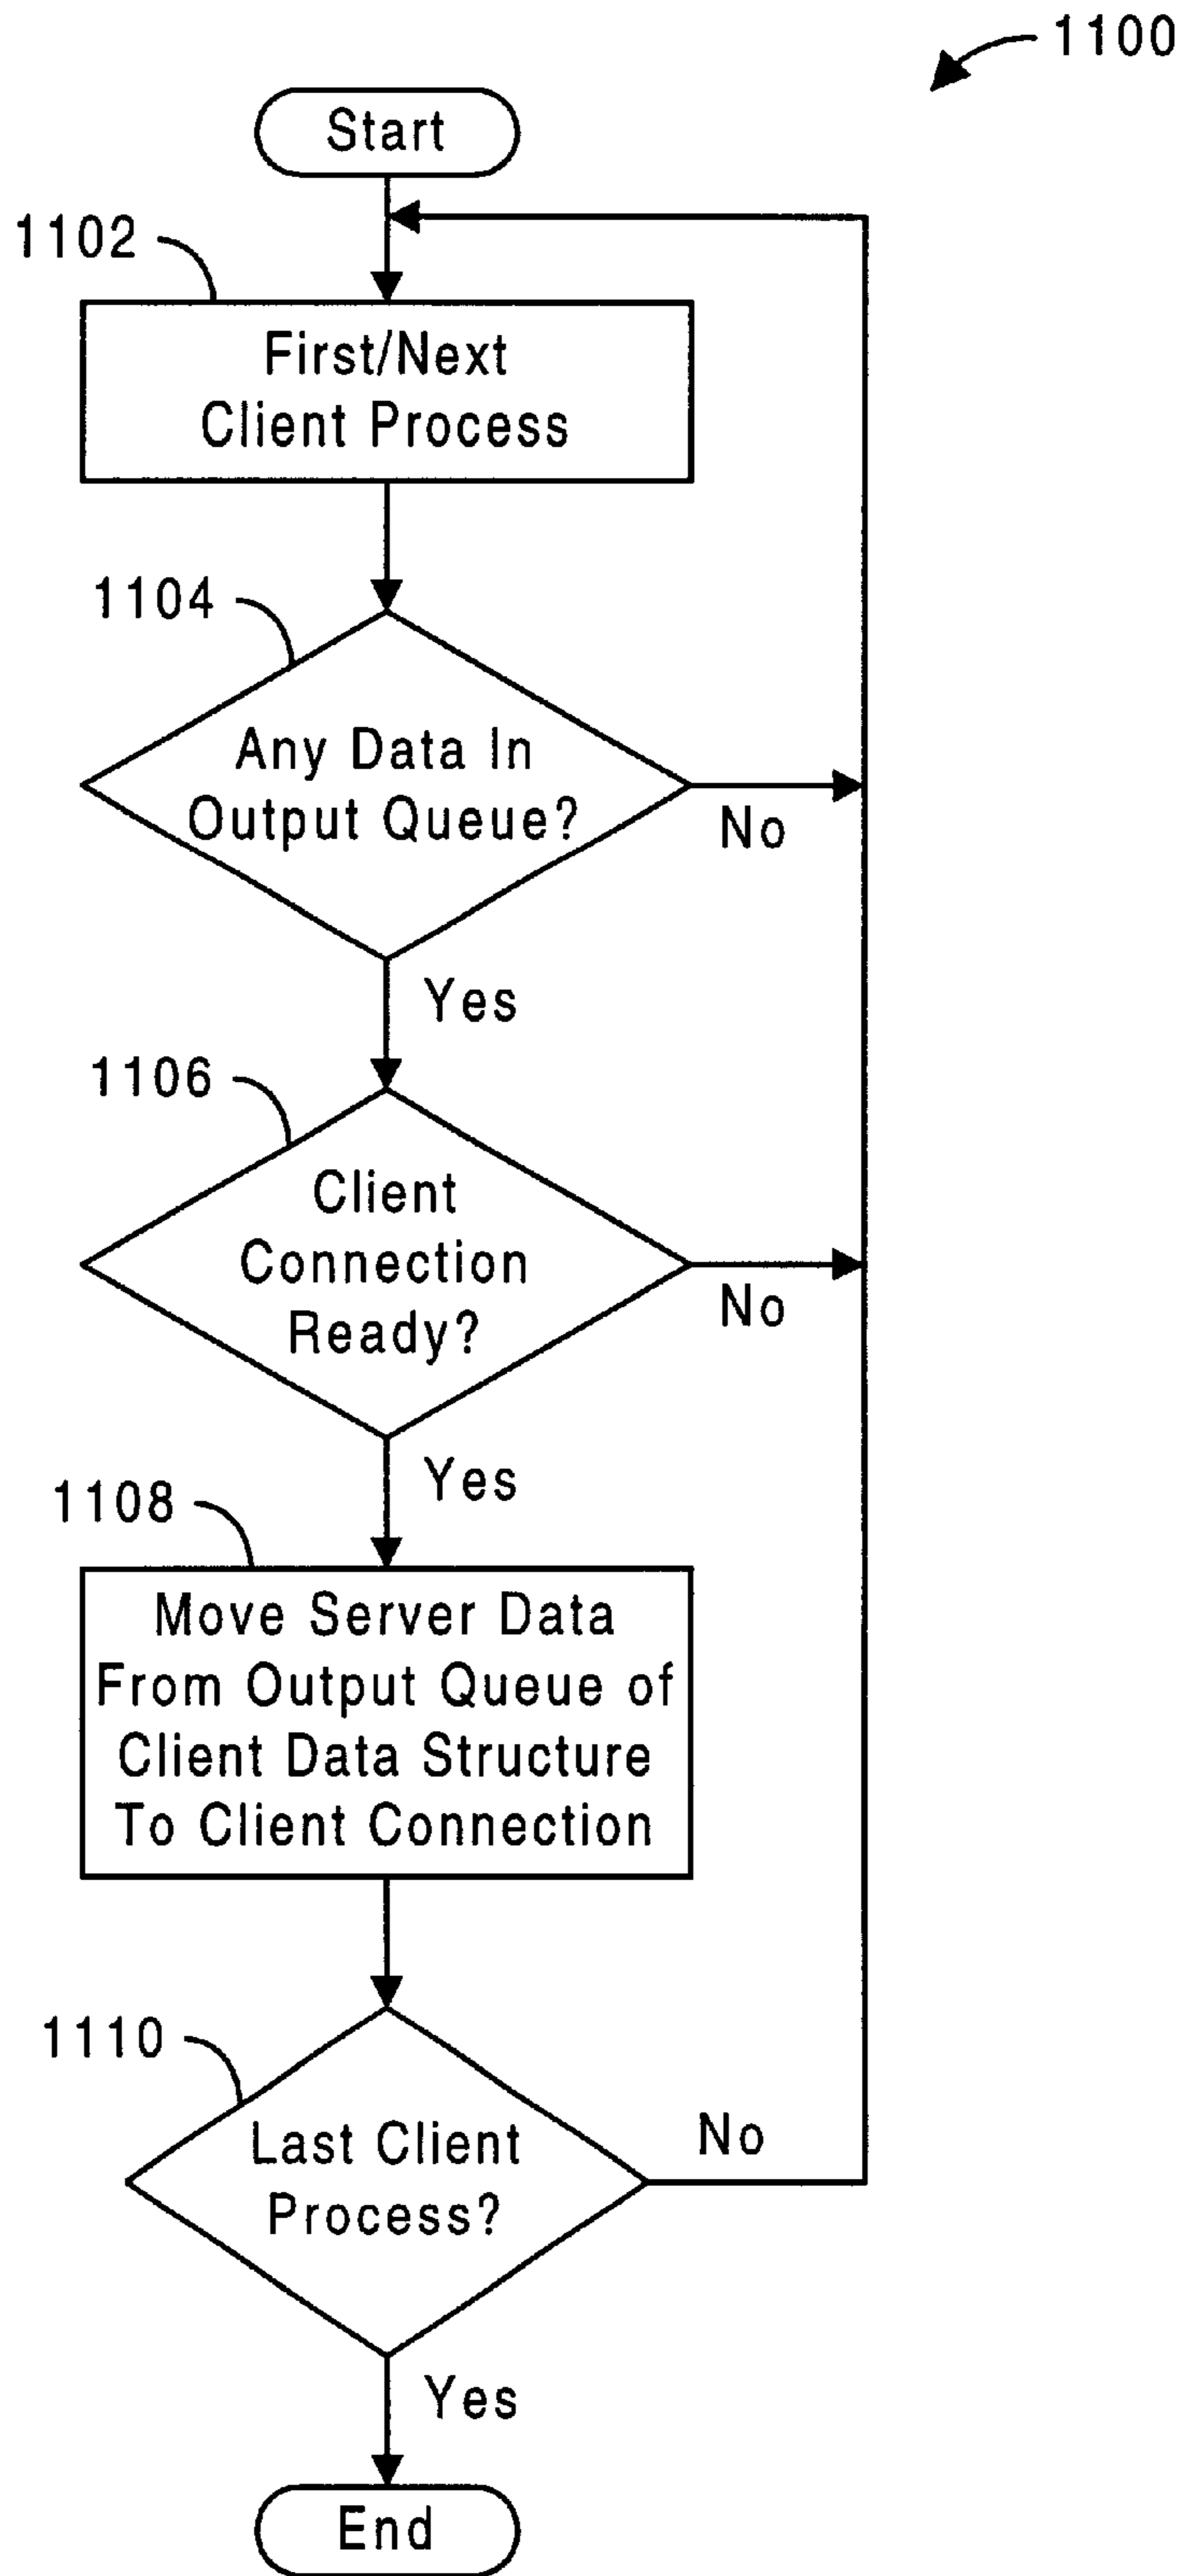 1100
Start
1102
First/Next
Client Process
1104
Any Data In
Output Queue?
No
Yes
1106
Client
Connection
Ready?
No
Yes
1108
Move Server Data
From Output Queue of
Client Data Structure
To Client Connection
1110
Last Client
Process?
No
Yes
End